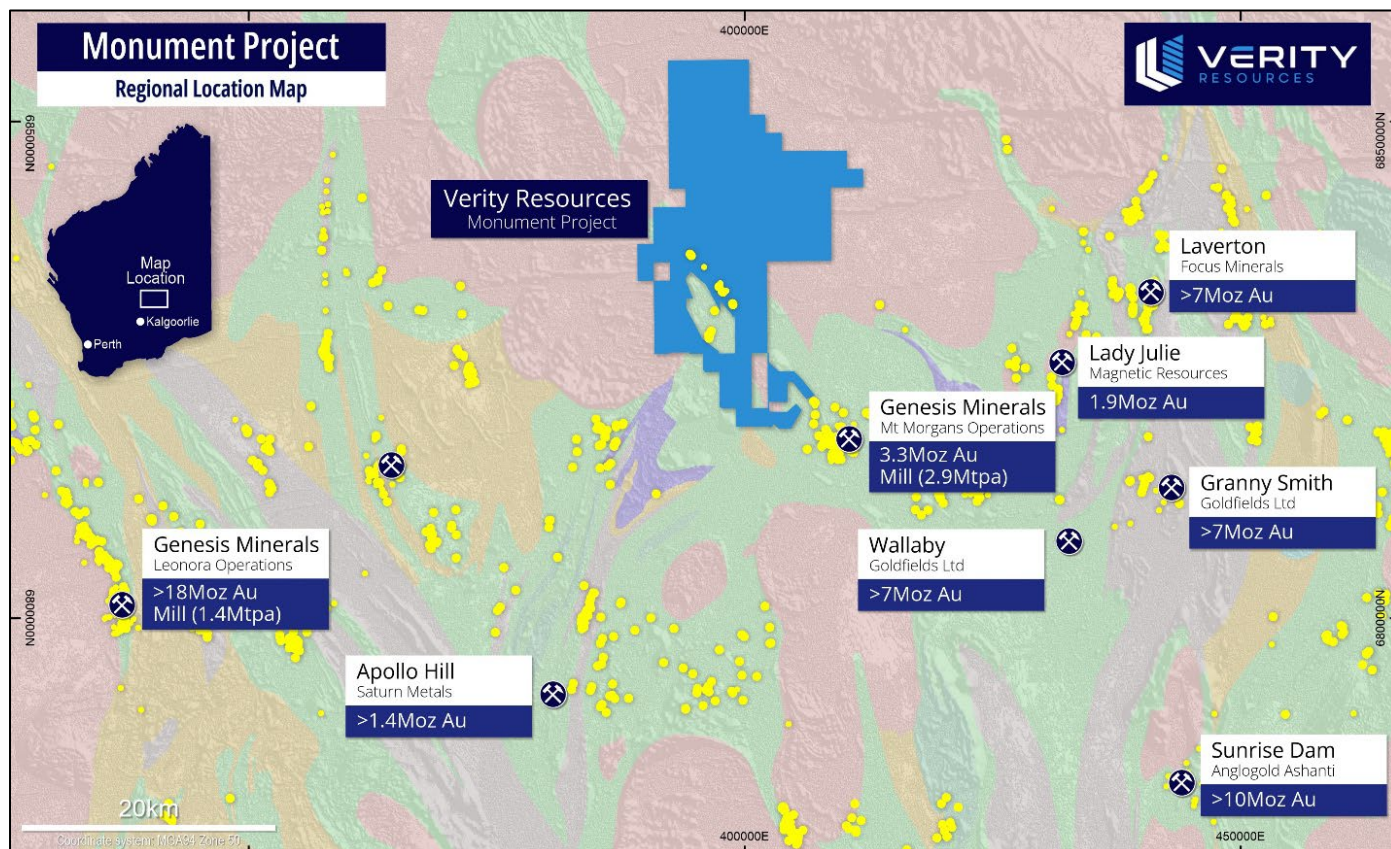 Monument Project
Regional Location Map
400000E
VERITY
RESOURCES
6850000N
6850000N
Map
Location
Kalgoorlie
Perth
Verity Resources
Monument Project
Laverton
Focus Minerals
>7Moz Au
Lady Julie
Magnetic Resources
1.9Moz Au
Genesis Minerals
Mt Morgans Operations
3.3Moz Au
Mill (2.9Mtpa)
Granny Smith
Goldfields Ltd
>7Moz Au
Wallaby
Goldfields Ltd
>7Moz Au
Genesis Minerals
Leonora Operations
>18Moz Au
Mill (1.4Mtpa)
6800000N
6800000N
Apollo Hill
Saturn Metals
>1.4Moz Au
Sunrise Dam
Anglogold Ashanti
>10Moz Au
20km
Coordinate system: MGA94 Zone 50
400000E
450000E